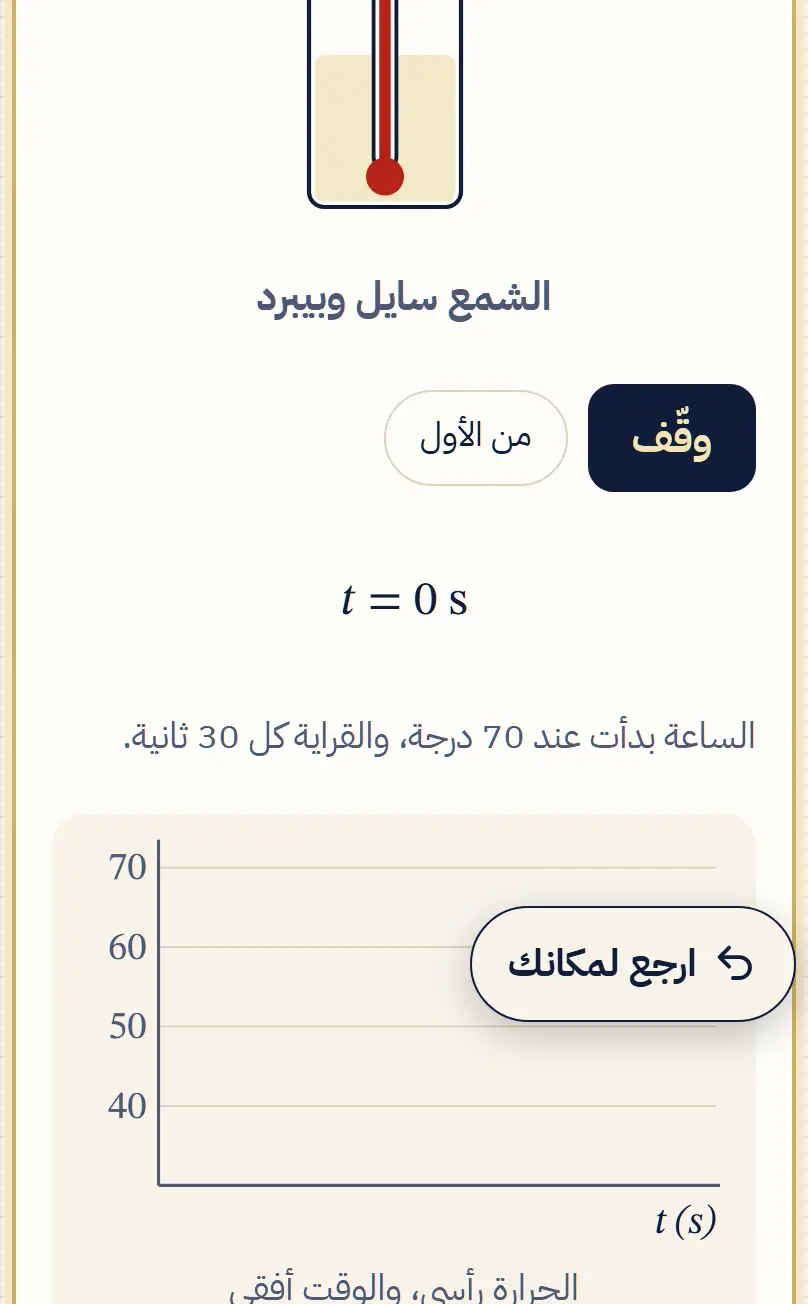 الشمع سايل وبيبرد
وقّف
من الأول
t = 0 s
الساعة بدأت عند 70 درجة، والقراية كل 30 ثانية.
70
60
ارجع لمكانك
50
40
t (s)
الحرارة رأسي، والوقت أفقي